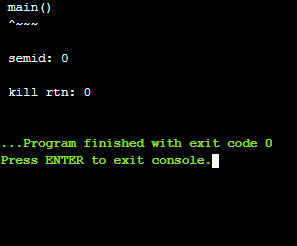 main()
^~~~
semid: 0
kill rtn: 0
...Program finished with exit code 0
Press ENTER to exit console.